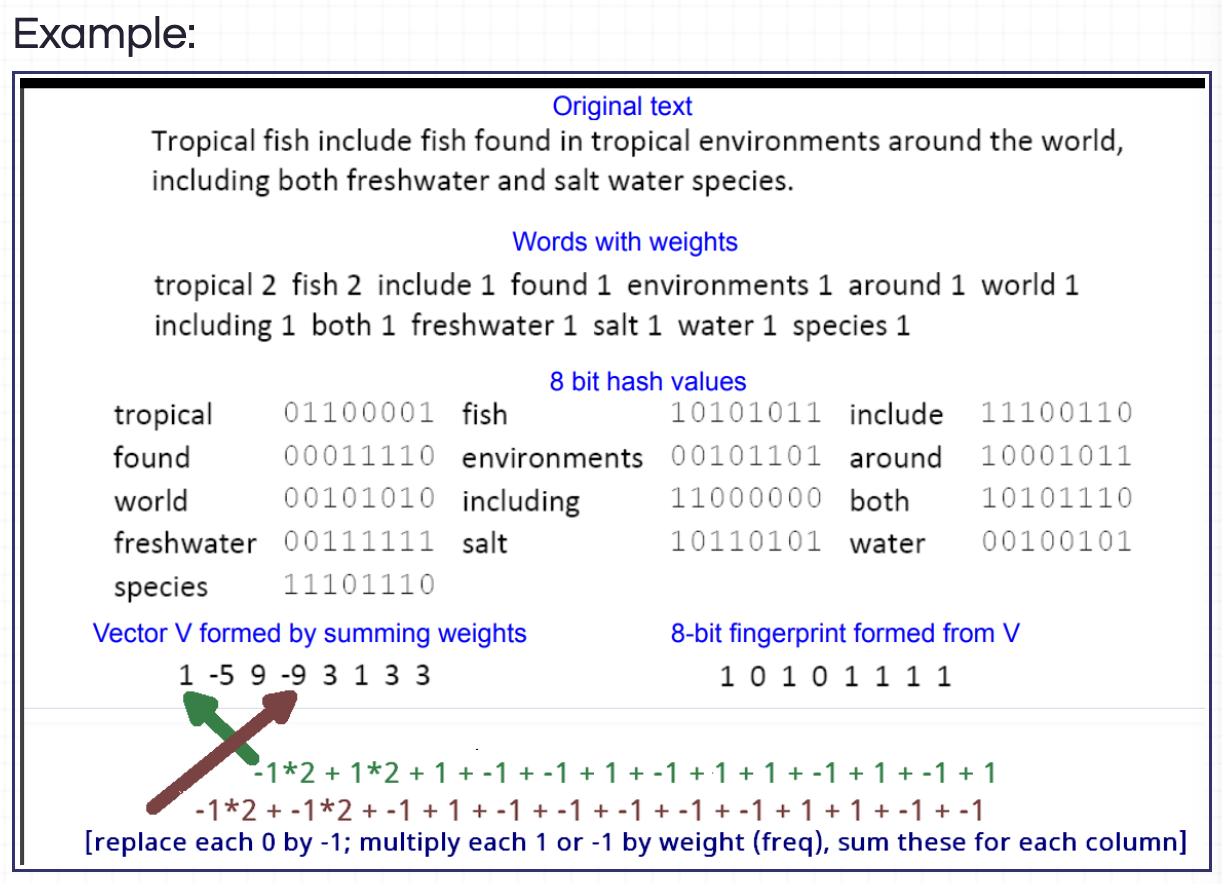 Example:
Original text
Tropical fish include fish found in tropical environments around the world,
including both freshwater and salt water species.
Words with weights
tropical 2 fish 2 include 1 found 1 environments 1 around 1 world 1
including 1 both 1 freshwater 1 salt 1 water 1 species 1
8 bit hash values
tropical 01100001 fish 10101011 include 11100110
found 00011110 environments 00101101 around 10001011
world 00101010 including 11000000 both 10101110
freshwater 00111111 salt 10110101 water 00100101
species 11101110
Vector V formed by summing weights 8-bit fingerprint formed from V
1 -5 9 -9 3 1 3 3 1 0 1 0 1 1 1 1
-1*2 + 1*2 + 1 + -1 + -1 + 1 + -1 + 1 + 1 + -1 + 1 + -1 + 1
-1*2 + -1*2 + -1 + 1 + -1 + -1 + -1 + -1 + -1 + 1 + 1 + -1 + -1
[replace each 0 by -1; multiply each 1 or -1 by weight (freq), sum these for each column]